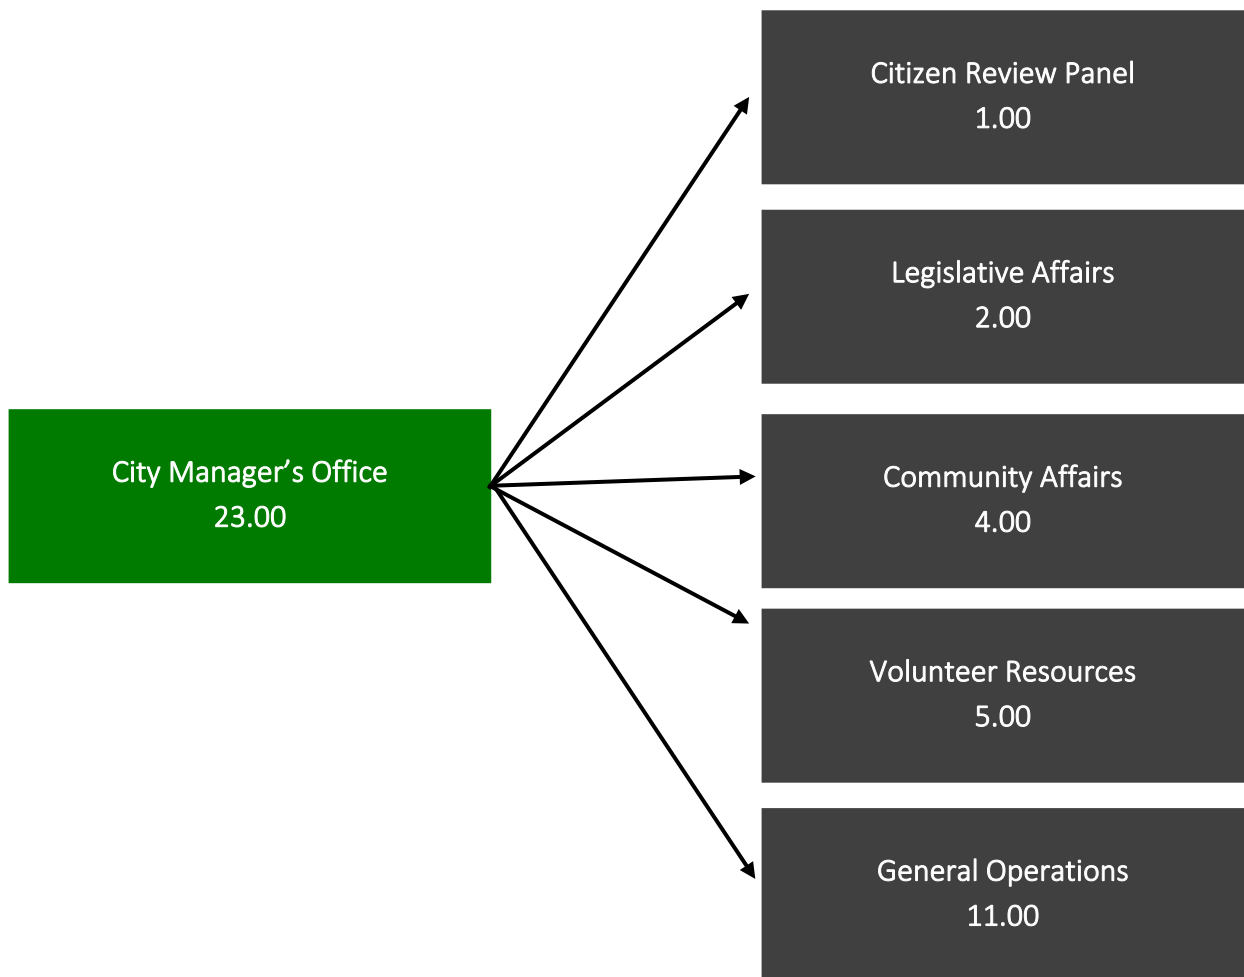 City Manager’s Office
23.00
Citizen Review Panel
1.00
Legislative Affairs
2.00
Community Affairs
4.00
Volunteer Resources
5.00
General Operations
11.00